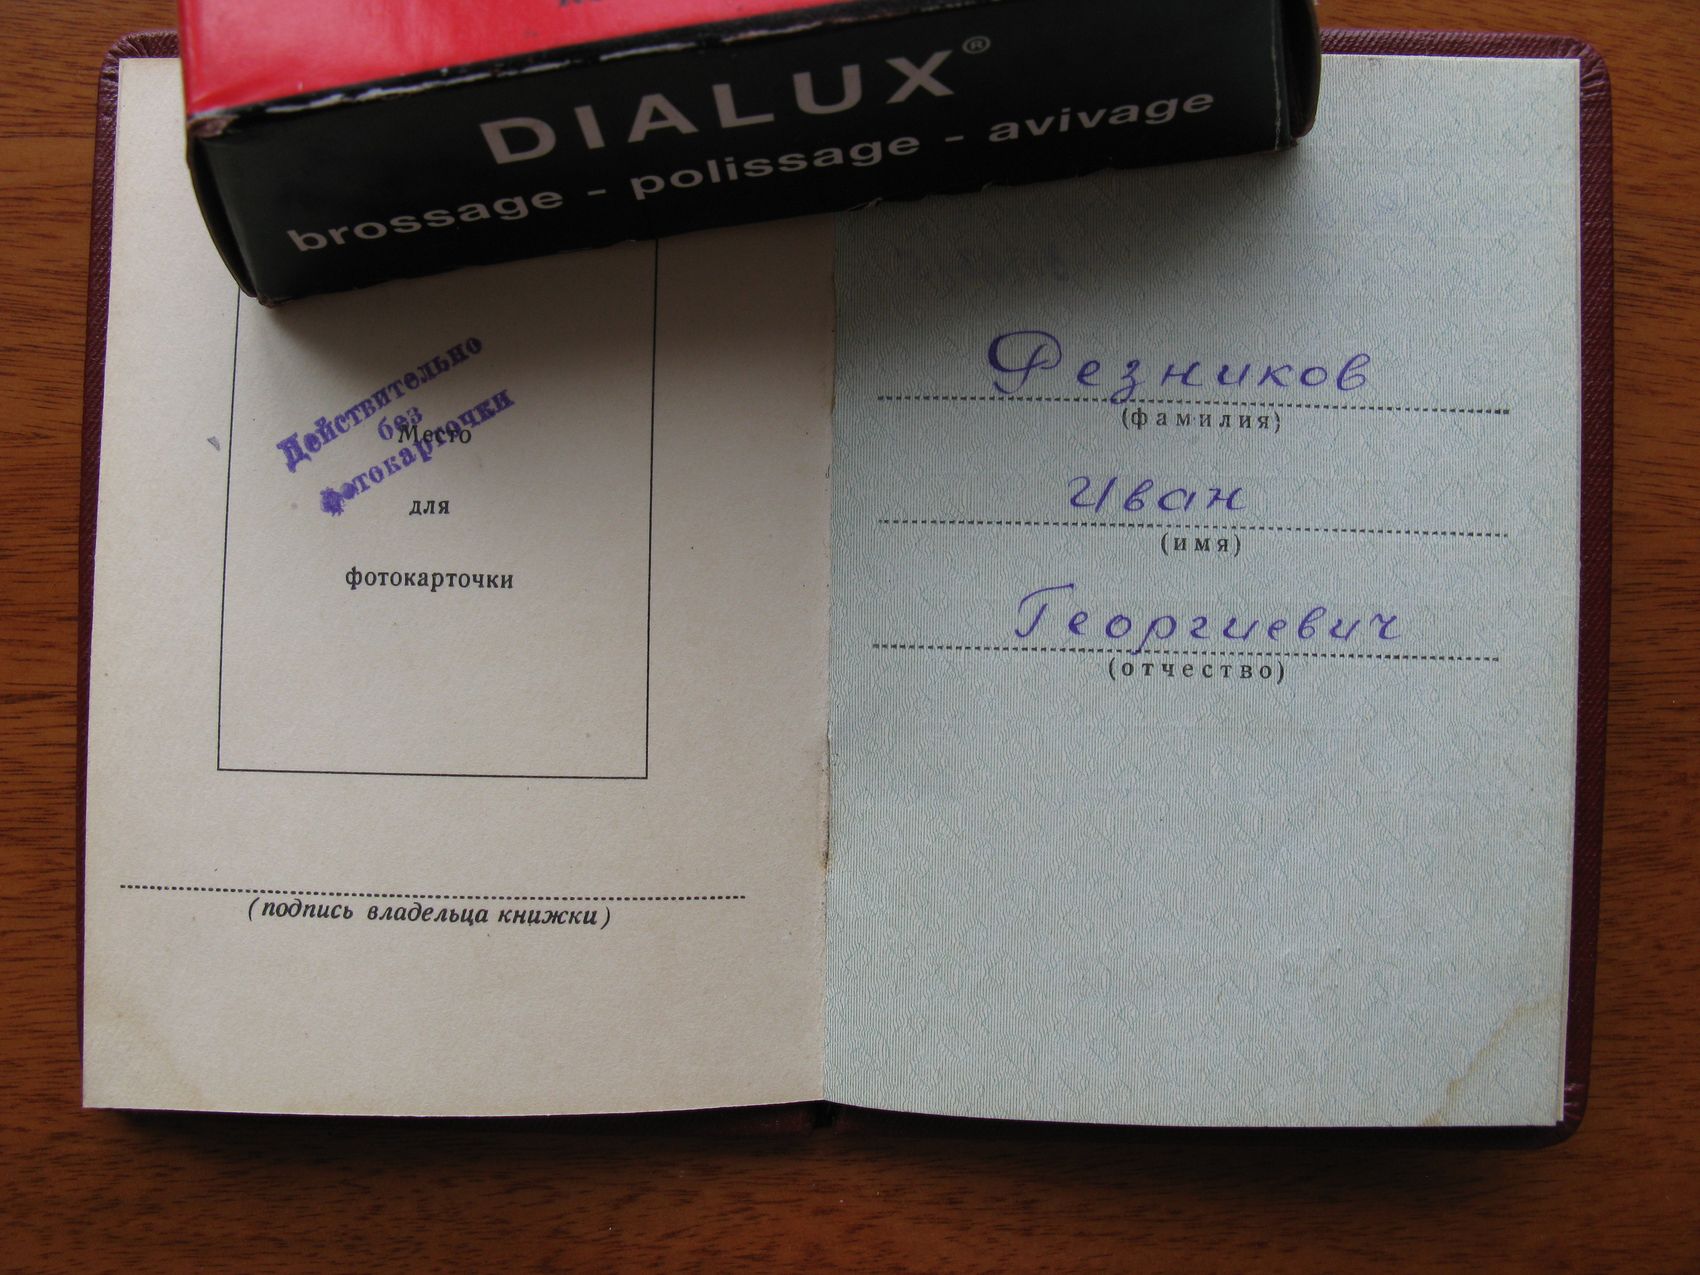 DIALUX®
brossage - polissage - avivage
Действительно
без
фотокарточки
Место
для
фотокарточки
(подпись владельца книжки)
Резников
(фамилия)
Иван
(имя)
Георгиевич
(отчество)